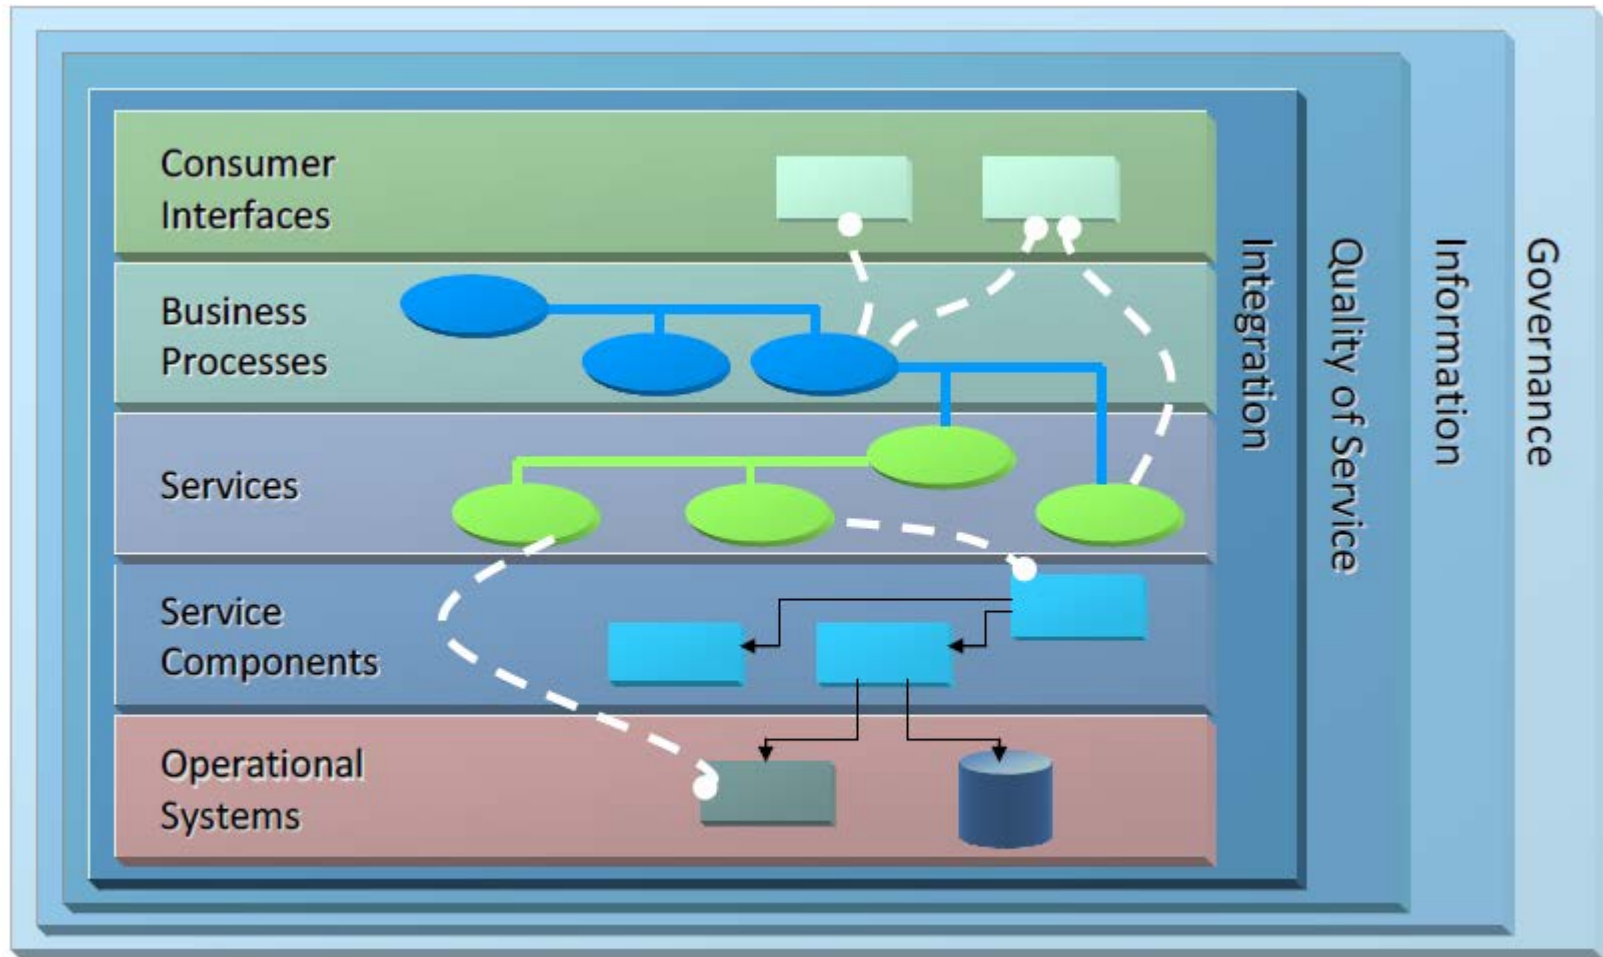 Consumer
Interfaces
Business
Processes
Services
Service
Components
Operational
Systems
Integration
Quality of Service
Information
Governance